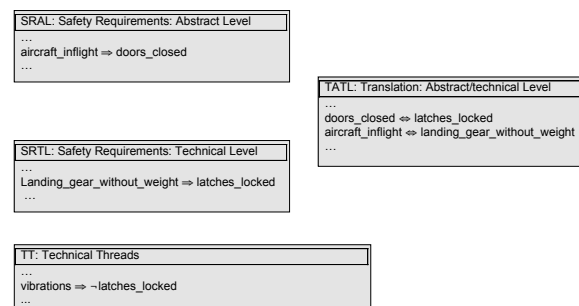 SRAL: Safety Requirements: Abstract Level
…
aircraft_inflight ⇒ doors_closed
…
TATL: Translation: Abstract/technical Level
…
doors_closed ⇔ latches_locked
aircraft_inflight ⇔ landing_gear_without_weight
…
SRTL: Safety Requirements: Technical Level
…
Landing_gear_without_weight ⇒ latches_locked
…
TT: Technical Threads
…
vibrations ⇒ ¬latches_locked
...